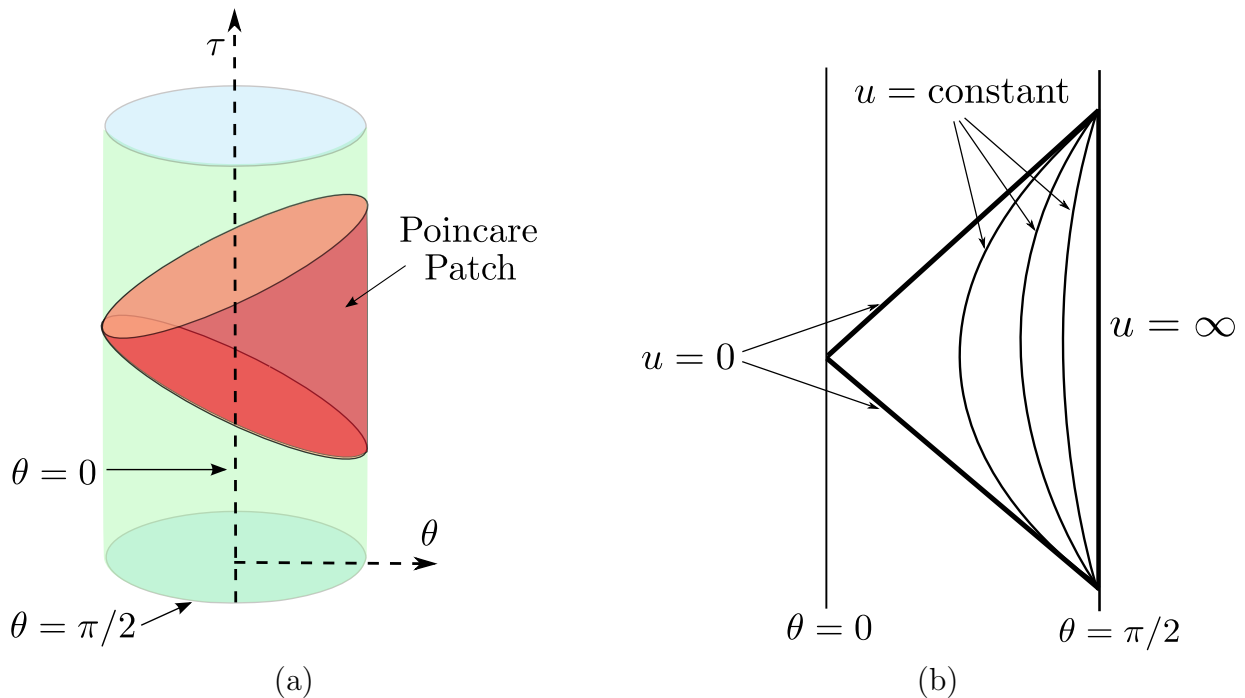 τ
Poincare
Patch
θ = 0
θ
θ = π/2
(a)
u = constant
u = 0
u = ∞
θ = 0
θ = π/2
(b)